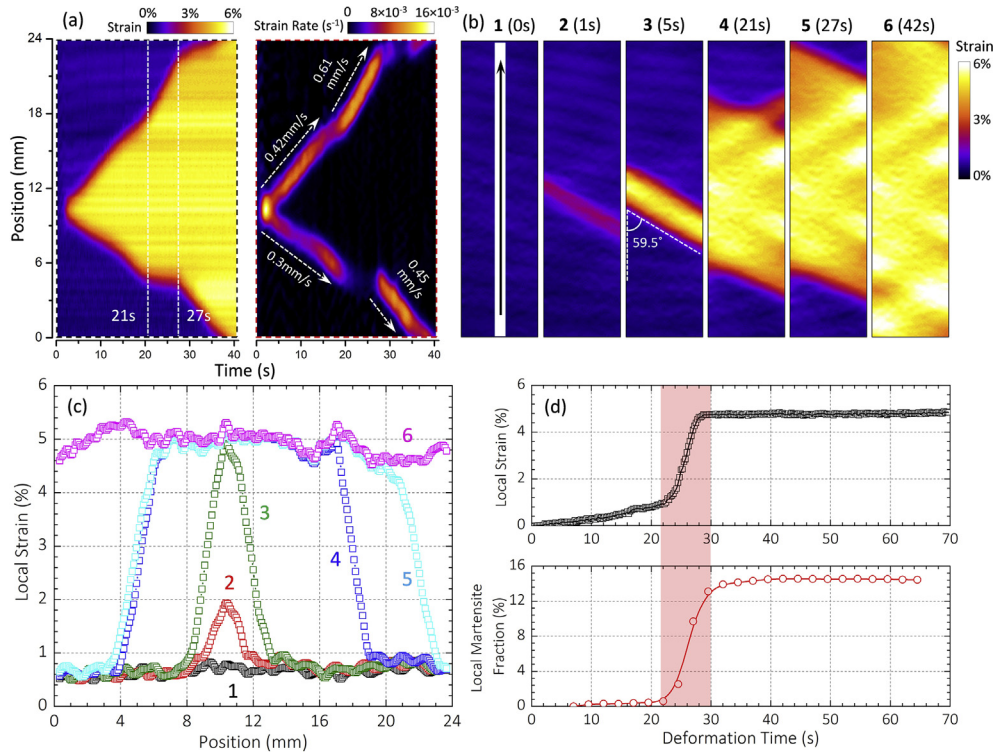 (a)
Strain
0% 3% 6%
Strain Rate (s⁻¹)
0 8×10⁻³ 16×10⁻³
Position (mm)
24
18
12
6
0
21s
27s
0 10 20 30 40
0.61 mm/s
0.42mm/s
0.3mm/s
0.45 mm/s
0 10 20 30 40
Time (s)
(b)
1 (0s) 2 (1s) 3 (5s) 4 (21s) 5 (27s) 6 (42s)
59.5°
Strain
6%
3%
0%
(c)
Local Strain (%)
6
5
4
3
2
1
0
1
2
3
4
5
6
0 4 8 12 16 20 24
Position (mm)
(d)
Local Strain (%)
6
4
2
0
0 10 20 30 40 50 60 70
Local Martensite
Fraction (%)
16
12
8
4
0
0 10 20 30 40 50 60 70
Deformation Time (s)